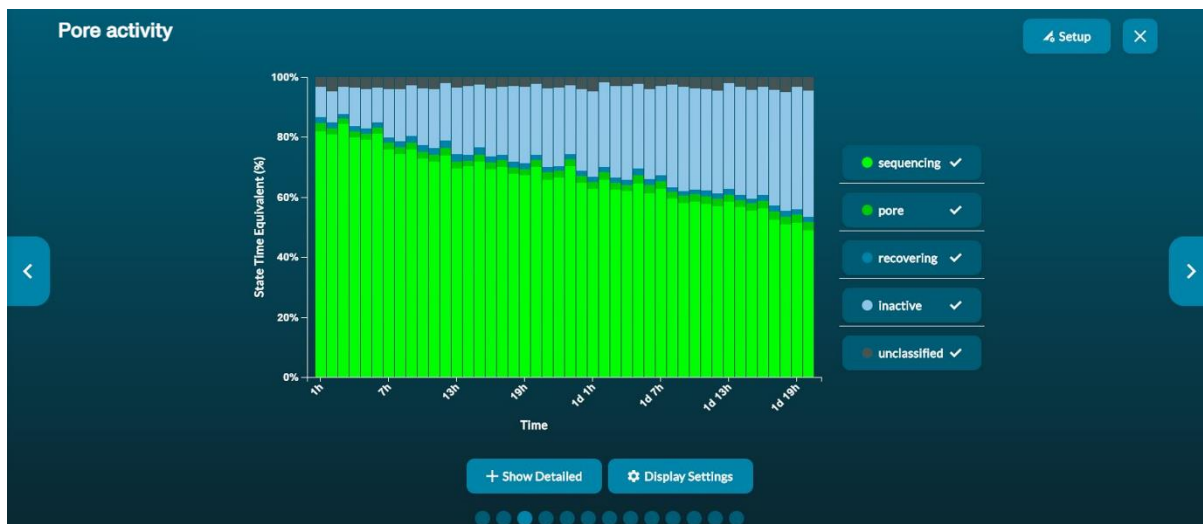 Pore activity
Setup
100%
80%
60%
40%
20%
0%
State Time Equivalent (%)
1h
7h
13h
19h
1d 1h
1d 7h
1d 13h
1d 19h
Time
sequencing
pore
recovering
inactive
unclassified
+ Show Detailed
Display Settings